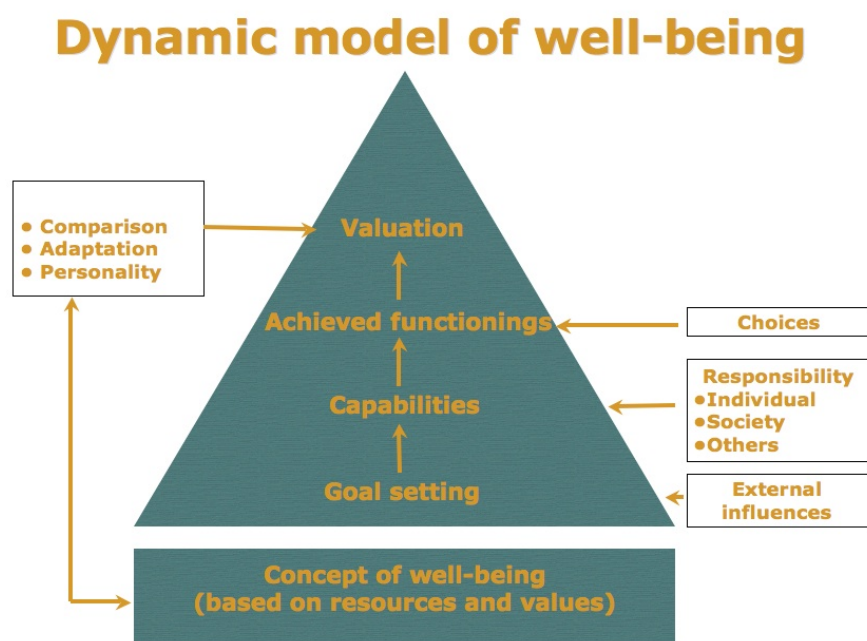 Dynamic model of well-being
● Comparison
● Adaptation
● Personality
Valuation
Achieved functionings
Capabilities
Goal setting
Choices
Responsibility
●Individual
●Society
●Others
External
influences
Concept of well-being
(based on resources and values)